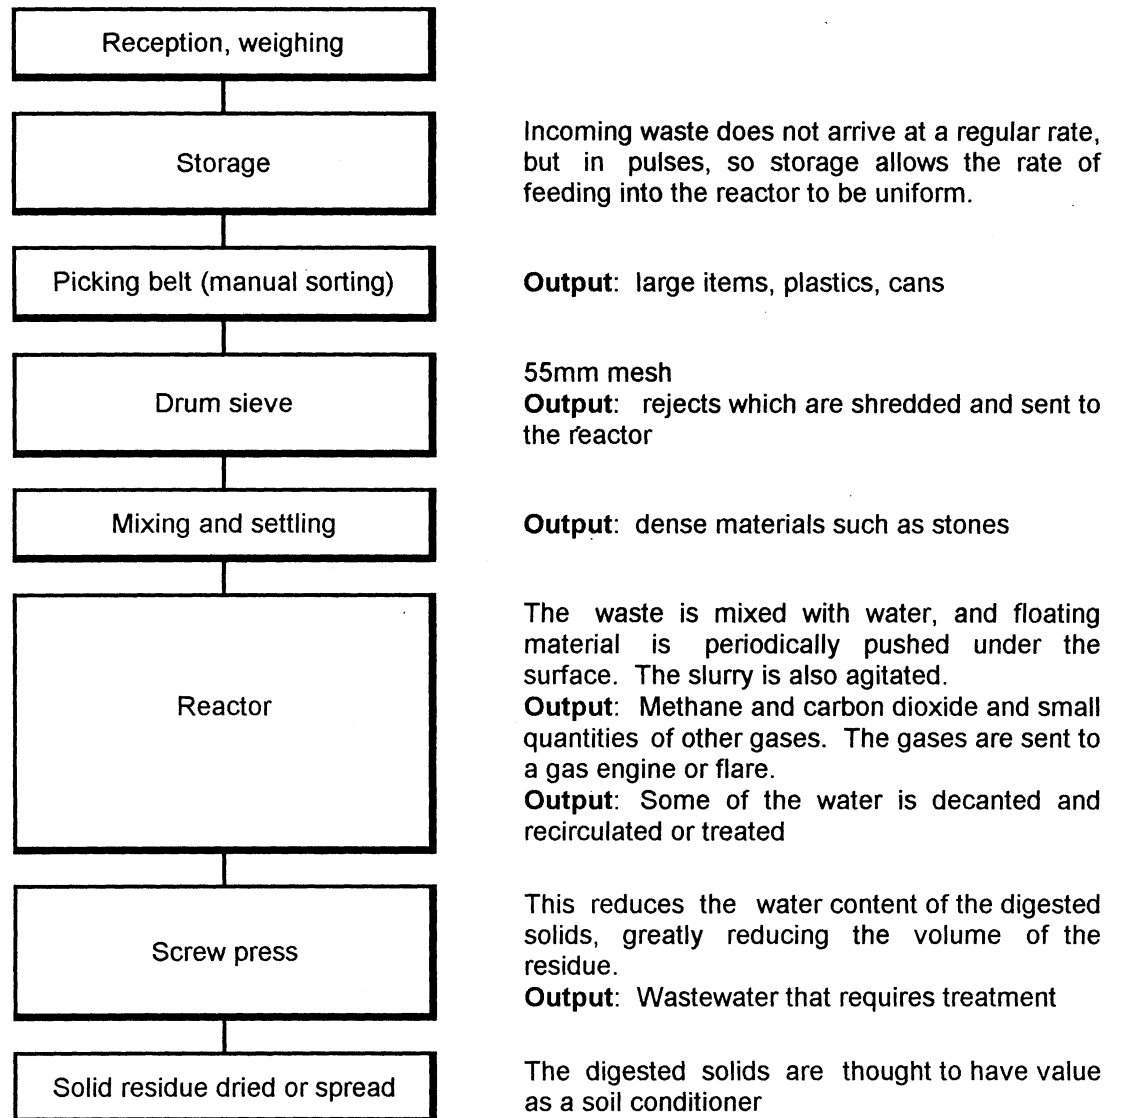 Reception, weighing
Storage
Incoming waste does not arrive at a regular rate,
but in pulses, so storage allows the rate of
feeding into the reactor to be uniform.
Picking belt (manual sorting)
Output: large items, plastics, cans
Drum sieve
55mm mesh
Output: rejects which are shredded and sent to
the reactor
Mixing and settling
Output: dense materials such as stones
Reactor
The waste is mixed with water, and floating
material is periodically pushed under the
surface. The slurry is also agitated.
Output: Methane and carbon dioxide and small
quantities of other gases. The gases are sent to
a gas engine or flare.
Output: Some of the water is decanted and
recirculated or treated
Screw press
This reduces the water content of the digested
solids, greatly reducing the volume of the
residue.
Output: Wastewater that requires treatment
Solid residue dried or spread
The digested solids are thought to have value
as a soil conditioner